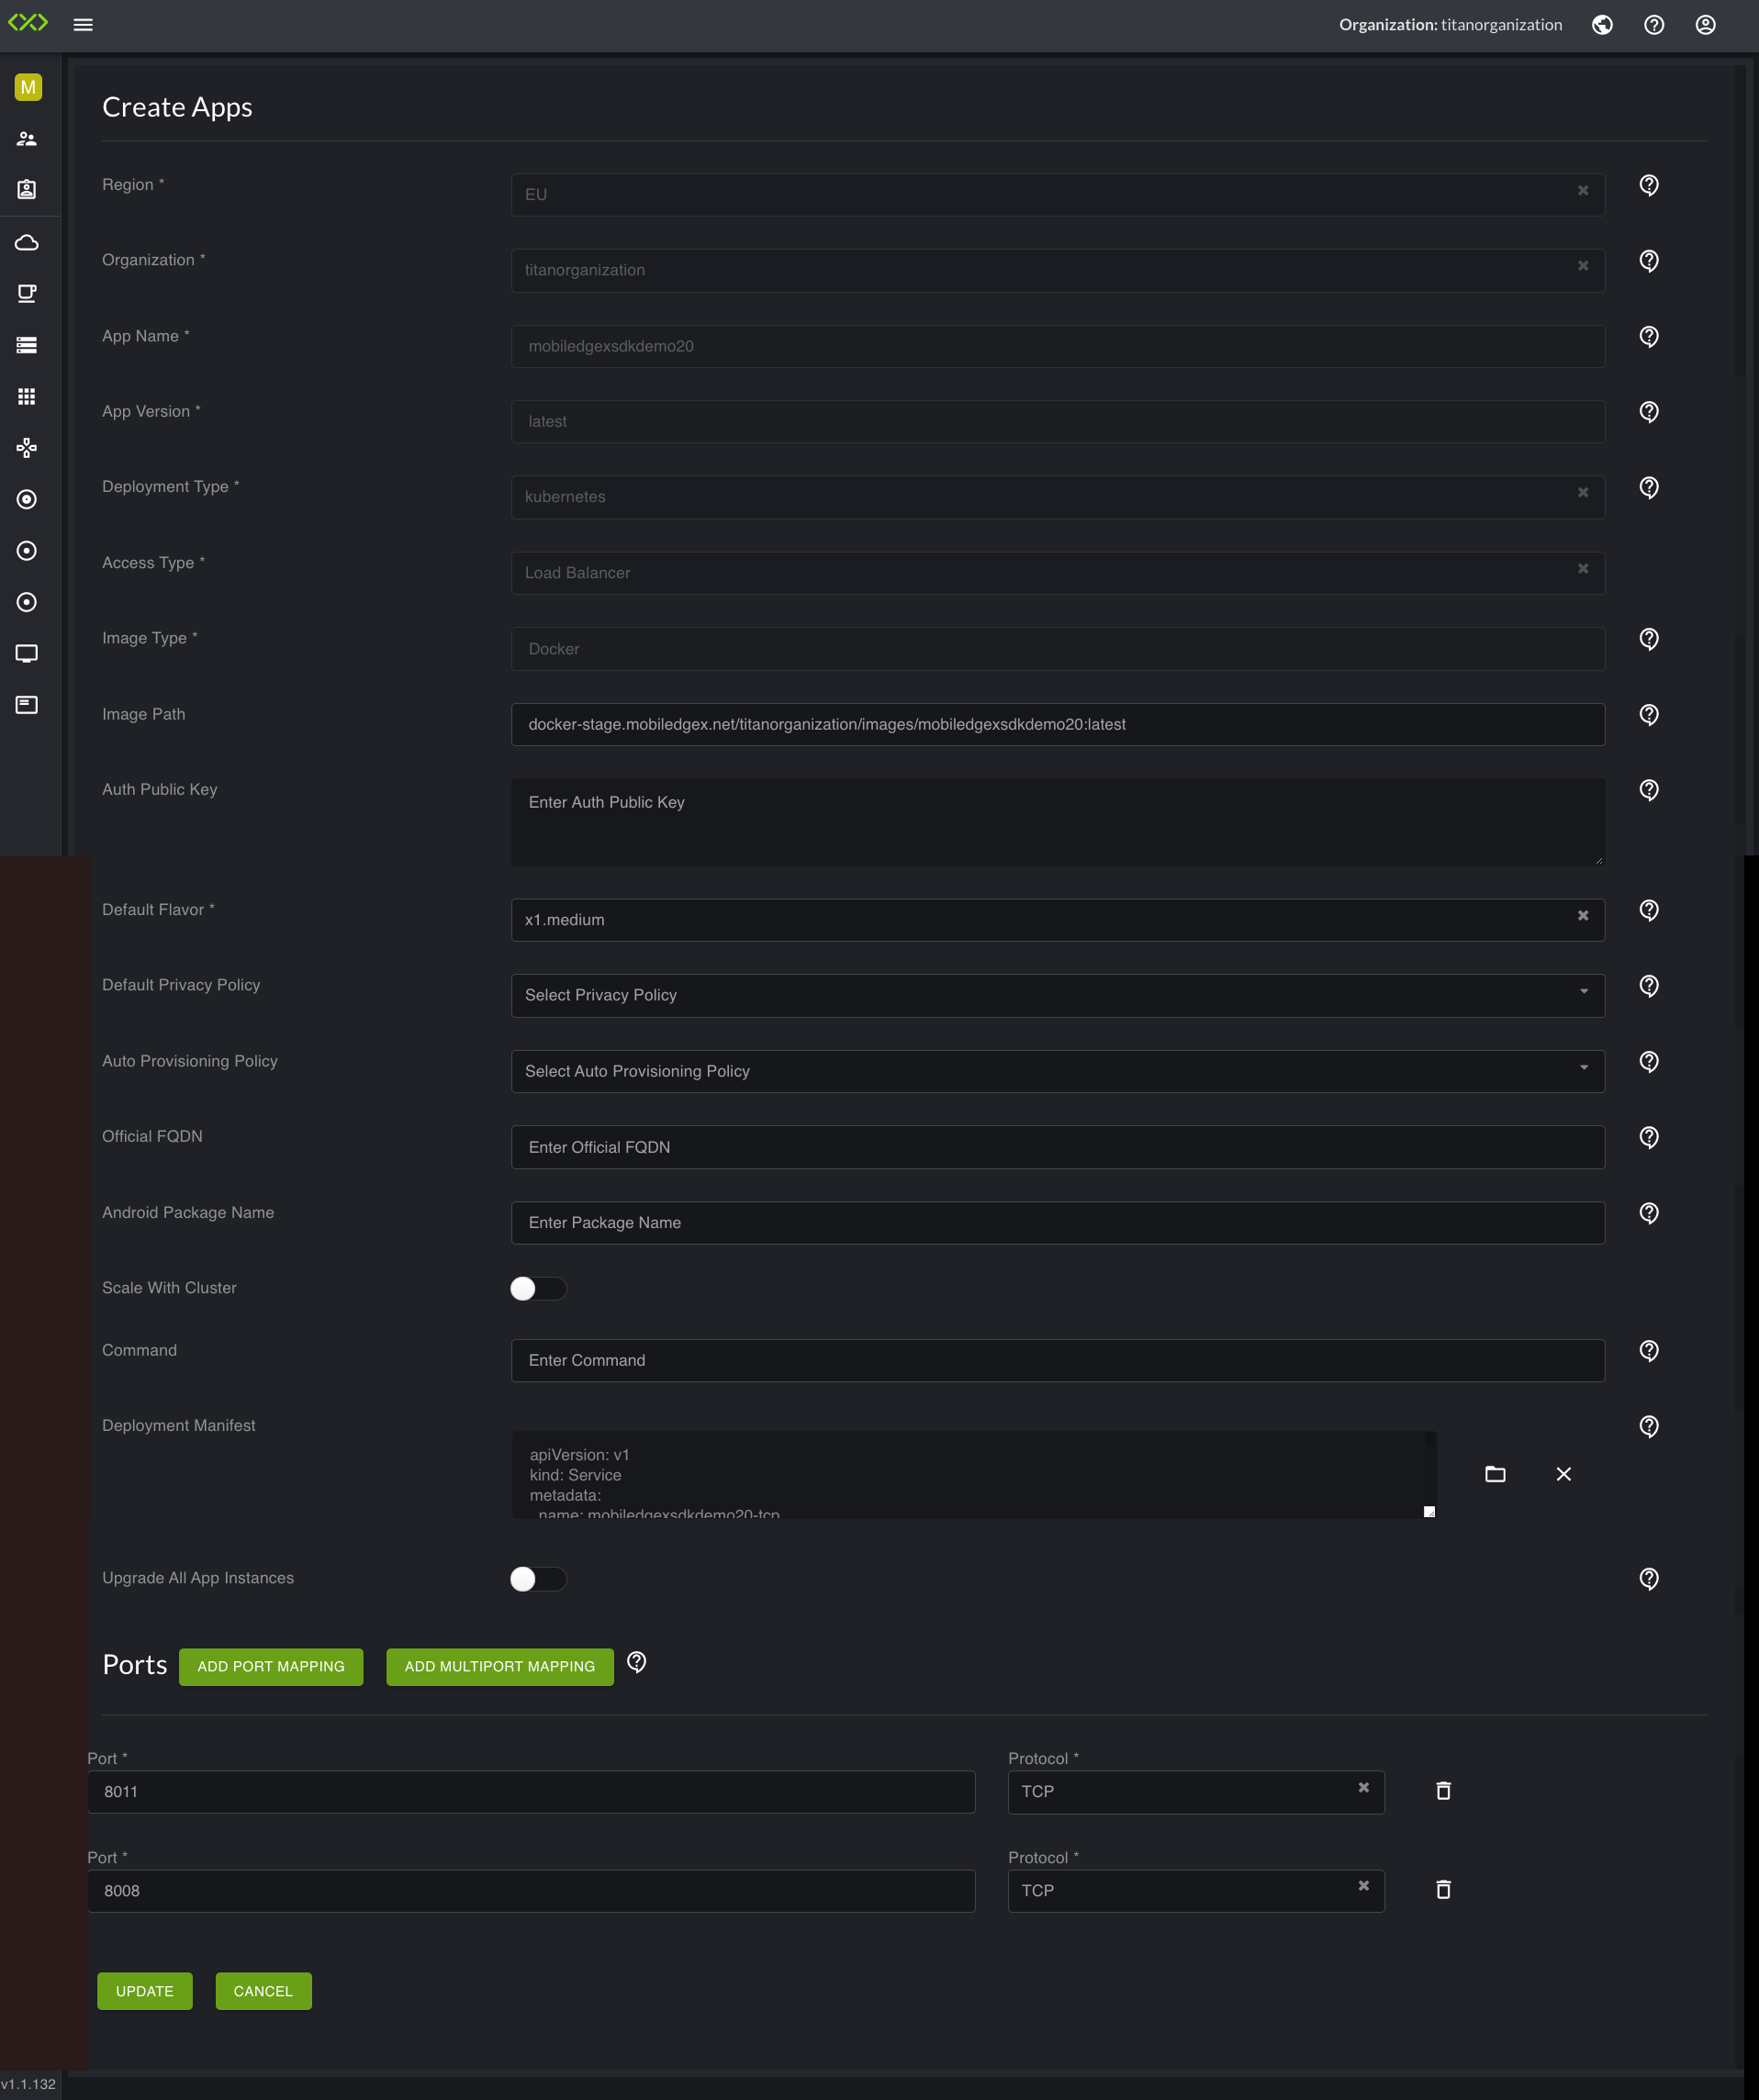 Organization: titanorganization
M
Create Apps
Region *
EU
Organization *
titanorganization
App Name *
mobiledgexsdkdemo20
App Version *
latest
Deployment Type *
kubernetes
Access Type *
Load Balancer
Image Type *
Docker
Image Path
docker-stage.mobiledgex.net/titanorganization/images/mobiledgexsdkdemo20:latest
Auth Public Key
Enter Auth Public Key
Default Flavor *
x1.medium
Default Privacy Policy
Select Privacy Policy
Auto Provisioning Policy
Select Auto Provisioning Policy
Official FQDN
Enter Official FQDN
Android Package Name
Enter Package Name
Scale With Cluster
Command
Enter Command
Deployment Manifest
apiVersion: v1
kind: Service
metadata:
name: mobiledgexsdkdemo20-tcp
Upgrade All App Instances
Ports ADD PORT MAPPING ADD MULTIPORT MAPPING
Port * Protocol *
8011 TCP
Port * Protocol *
8008 TCP
UPDATE CANCEL
v1.1.132